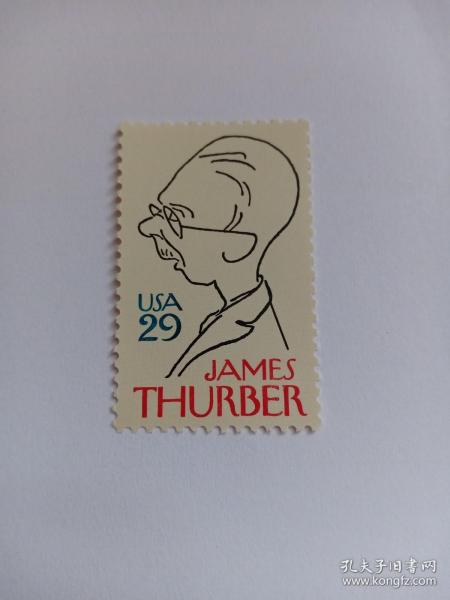 USA
29
JAMES
THURBER
孔夫子旧书网
www.kongfz.com